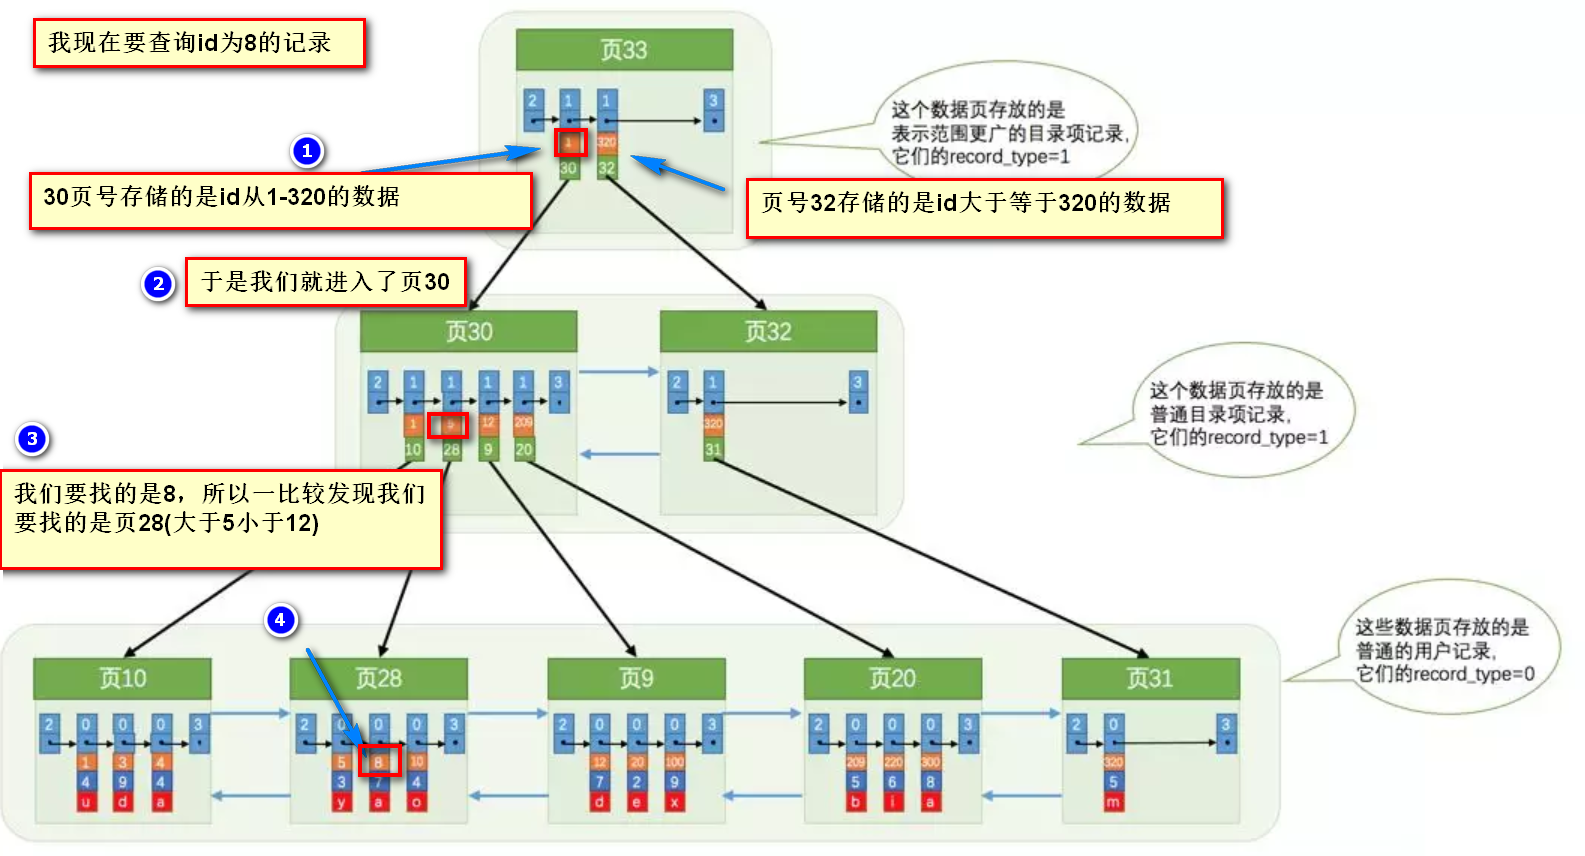 我现在要查询id为8的记录
页33
2 1 1 3
1 320
30 32
这个数据页存放的是
表示范围更广的目录项记录，
它们的record_type=1
1
30页号存储的是id从1-320的数据
页号32存储的是id大于等于320的数据
2
于是我们就进入了页30
页30
2 1 1 1 1 3
1 5 12 209
10 28 9 20
页32
2 1 3
320
31
这个数据页存放的是
普通目录项记录，
它们的record_type=1
3
我们要找的是8，所以一比较发现我们
要找的是页28(大于5小于12)
4
页10
2 0 0 0 3
1 3 4
4 9 4
u d a
页28
2 0 0 0 3
5 8 10
3 7 4
y a o
页9
2 0 0 0 3
12 20 100
7 2 9
d e x
页20
2 0 0 0 3
209 220 300
5 6 8
b i a
页31
2 0 3
320
5
m
这些数据页存放的是
普通的用户记录，
它们的record_type=0